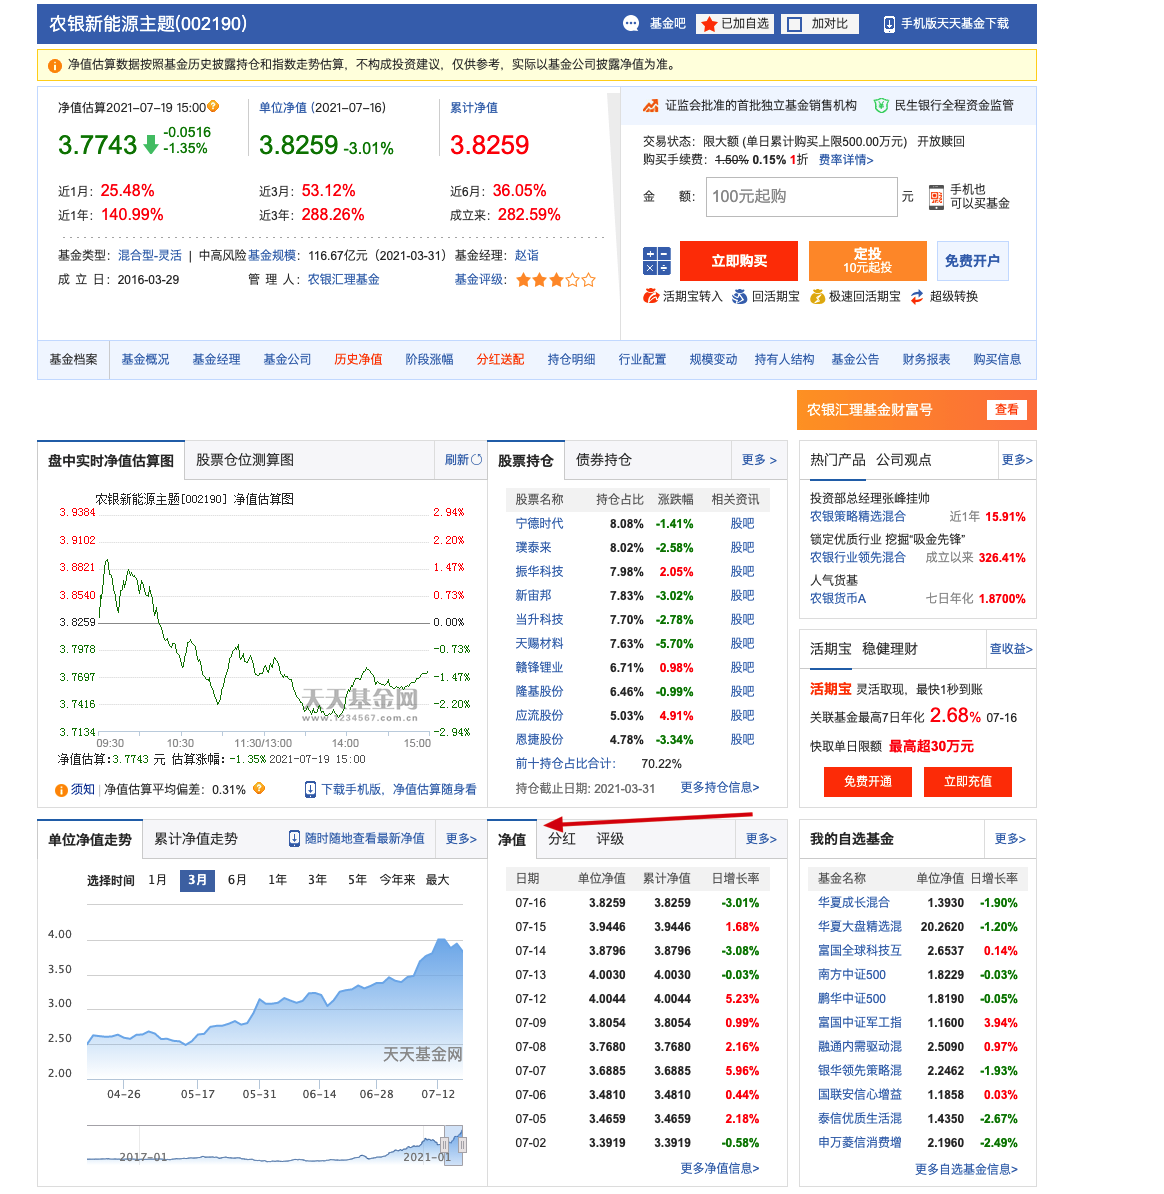 农银新能源主题(002190) 基金吧 已加自选 加对比 手机版天天基金下载
净值估算数据按照基金历史披露持仓和指数走势估算，不构成投资建议，仅供参考，实际以基金公司披露净值为准。
净值估算2021-07-19 15:00 单位净值 (2021-07-16) 累计净值
3.7743 -0.0516 -1.35% 3.8259 -3.01% 3.8259
近1月：25.48% 近3月：53.12% 近6月：36.05%
近1年：140.99% 近3年：288.26% 成立来：282.59%
基金类型：混合型-灵活 | 中高风险 基金规模：116.67亿元（2021-03-31） 基金经理：赵诣
成 立 日：2016-03-29 管 理 人：农银汇理基金 基金评级：
证监会批准的首批独立基金销售机构 民生银行全程资金监管
交易状态：限大额 (单日累计购买上限500.00万元) 开放赎回
购买手续费：1.50% 0.15% 1折 费率详情>
金 额： 100元起购 元 手机也
可以买基金
立即购买 定投 免费开户
10元起投
活期宝转入 回活期宝 极速回活期宝 超级转换
基金档案 基金概况 基金经理 基金公司 历史净值 阶段涨幅 分红送配 持仓明细 行业配置 规模变动 持有人结构 基金公告 财务报表 购买信息
农银汇理基金财富号 查看
盘中实时净值估算图 股票仓位测算图 刷新
农银新能源主题[002190] 净值估算图
3.9384 2.94%
3.9102 2.20%
3.8821 1.47%
3.8540 0.73%
3.8259 0.00%
3.7978 -0.73%
3.7697 -1.47%
3.7416 -2.20%
3.7134 -2.94%
天天基金网
www.1234567.com.cn
09:30 10:30 11:30/13:00 14:00 15:00
净值估算:3.7743 元 估算涨幅:-1.35% 2021-07-19 15:00
须知 | 净值估算平均偏差：0.31% 下载手机版，净值估算随身看
股票持仓 债券持仓 更多 >
股票名称 持仓占比 涨跌幅 相关资讯
宁德时代 8.08% -1.41% 股吧
璞泰来 8.02% -2.58% 股吧
振华科技 7.98% 2.05% 股吧
新宙邦 7.83% -3.02% 股吧
当升科技 7.70% -2.78% 股吧
天赐材料 7.63% -5.70% 股吧
赣锋锂业 6.71% 0.98% 股吧
隆基股份 6.46% -0.99% 股吧
应流股份 5.03% 4.91% 股吧
恩捷股份 4.78% -3.34% 股吧
前十持仓占比合计： 70.22%
持仓截止日期: 2021-03-31 更多持仓信息>
热门产品 公司观点 更多>
投资部总经理张峰挂帅
农银策略精选混合 近1年 15.91%
锁定优质行业 挖掘“吸金先锋”
农银行业领先混合 成立以来 326.41%
人气货基
农银货币A 七日年化 1.8700%
活期宝 稳健理财 查收益>
活期宝 灵活取现，最快1秒到账
关联基金最高7日年化 2.68% 07-16
快取单日限额 最高超30万元
免费开通 立即充值
单位净值走势 累计净值走势 随时随地查看最新净值 更多>
选择时间 1月 3月 6月 1年 3年 5年 今年来 最大
4.00
3.50
3.00
2.50
2.00
天天基金网
04-26 05-17 05-31 06-14 06-28 07-12
2017-01 2021-01
净值 分红 评级 更多>
日期 单位净值 累计净值 日增长率
07-16 3.8259 3.8259 -3.01%
07-15 3.9446 3.9446 1.68%
07-14 3.8796 3.8796 -3.08%
07-13 4.0030 4.0030 -0.03%
07-12 4.0044 4.0044 5.23%
07-09 3.8054 3.8054 0.99%
07-08 3.7680 3.7680 2.16%
07-07 3.6885 3.6885 5.96%
07-06 3.4810 3.4810 0.44%
07-05 3.4659 3.4659 2.18%
07-02 3.3919 3.3919 -0.58%
更多净值信息>
我的自选基金 更多>
基金名称 单位净值 日增长率
华夏成长混合 1.3930 -1.90%
华夏大盘精选混 20.2620 -1.20%
富国全球科技互 2.6537 0.14%
南方中证500 1.8229 -0.03%
鹏华中证500 1.8190 -0.05%
富国中证军工指 1.1600 3.94%
融通内需驱动混 2.5090 0.97%
银华领先策略混 2.2462 -1.93%
国联安信心增益 1.1858 0.03%
泰信优质生活混 1.4350 -2.67%
申万菱信消费增 2.1960 -2.49%
更多自选基金信息>